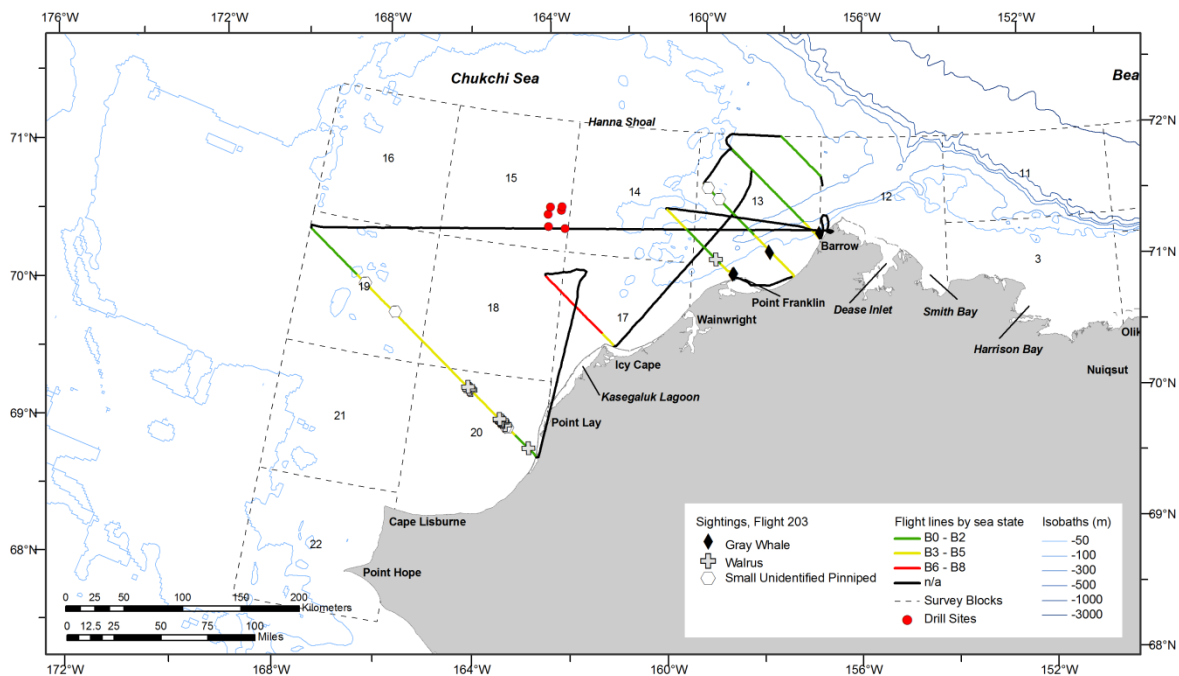 176°W 172°W 168°W 164°W 160°W 156°W 152°W
Chukchi Sea
Bea
72°N
71°N
Hanna Shoal
16
15
14
13
12
11
3
Barrow
71°N
70°N
19
18
17
Point Franklin
Wainwright
Dease Inlet
Smith Bay
Harrison Bay
Olik
Nuiqsut
Icy Cape
Kasegaluk Lagoon
70°N
69°N
21
20
Point Lay
Cape Lisburne
69°N
68°N
22
Point Hope
68°N
Sightings, Flight 203
Gray Whale
Walrus
Small Unidentified Pinniped
Flight lines by sea state
B0 - B2
B3 - B5
B6 - B8
n/a
Survey Blocks
Drill Sites
Isobaths (m)
-50
-100
-300
-500
-1000
-3000
0 25 50 100 150 200
Kilometers
0 12.5 25 50 75 100
Miles
172°W 168°W 164°W 160°W 156°W 152°W